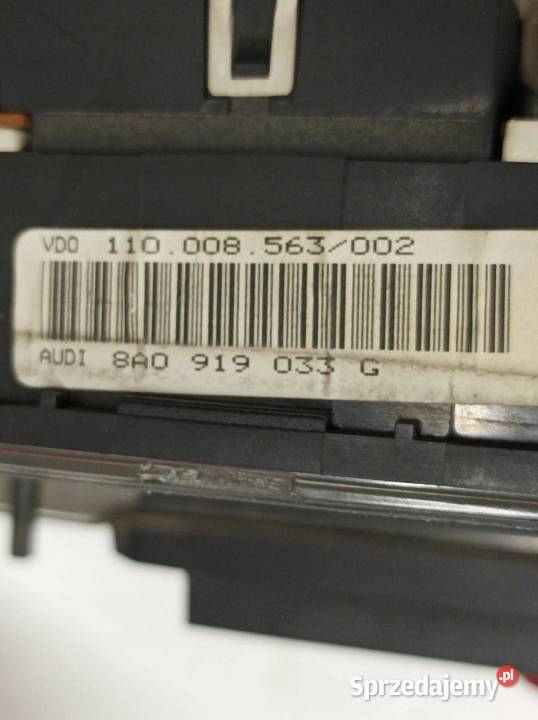 VDO 110.008.563/002
AUDI 8A0 919 033 G
Sprzedajemy.pl